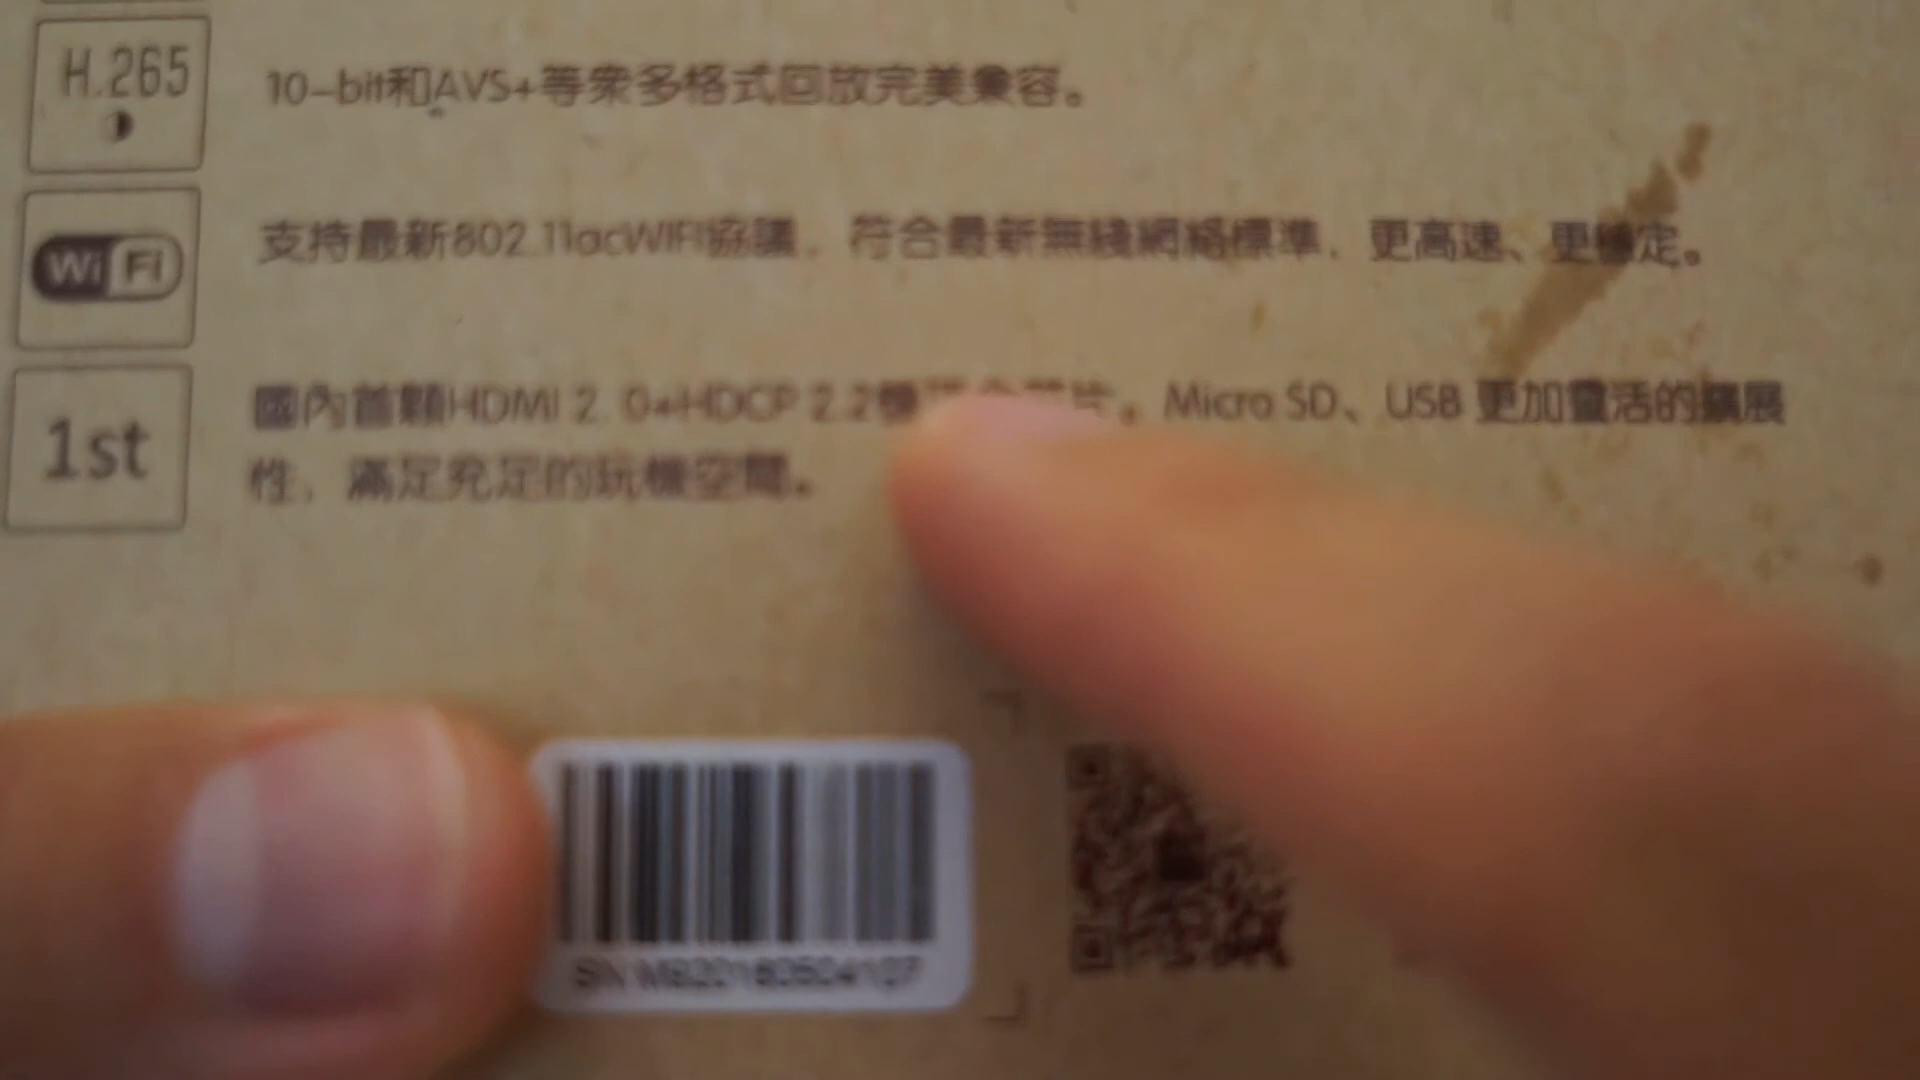 H.265
10-bit和AVS+等衆多格式回放完美兼容。
Wi Fi
支持最新802.11acWIFI協議，符合最新無綫網絡標準，更高速、更穩定。
1st
國內首顆HDMI 2.0+HDCP 2.2 Micro SD、USB 更加靈活的擴展
性，滿足充足的玩機空間。
SN